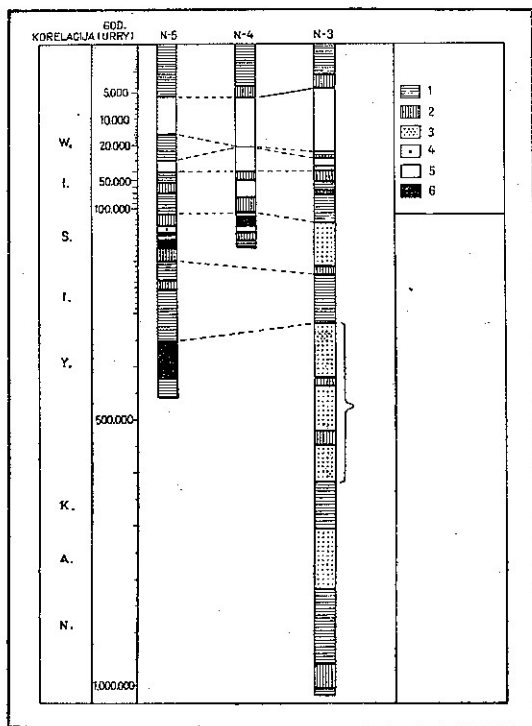 GOD.
KORELAGIJA (URRY) N-5 N-4 N-3
5,000
10,000
W. 20.000
I. 50.000
100.000
S.
I.
Y.
500.000
K.
A.
N.
1,000.000
1
2
3
4
5
6